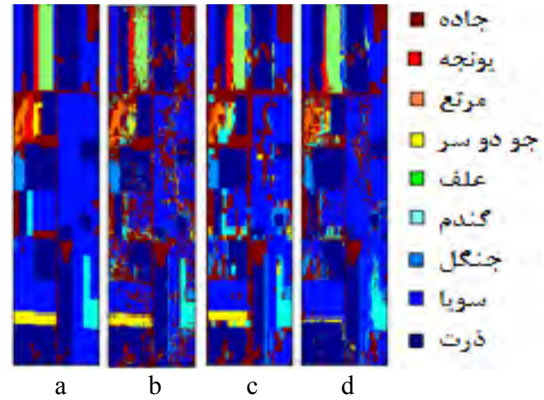 جاده
یونجه
مرتع
جو دو سر
علف
گندم
جنگل
سویا
ذرت
a b c d